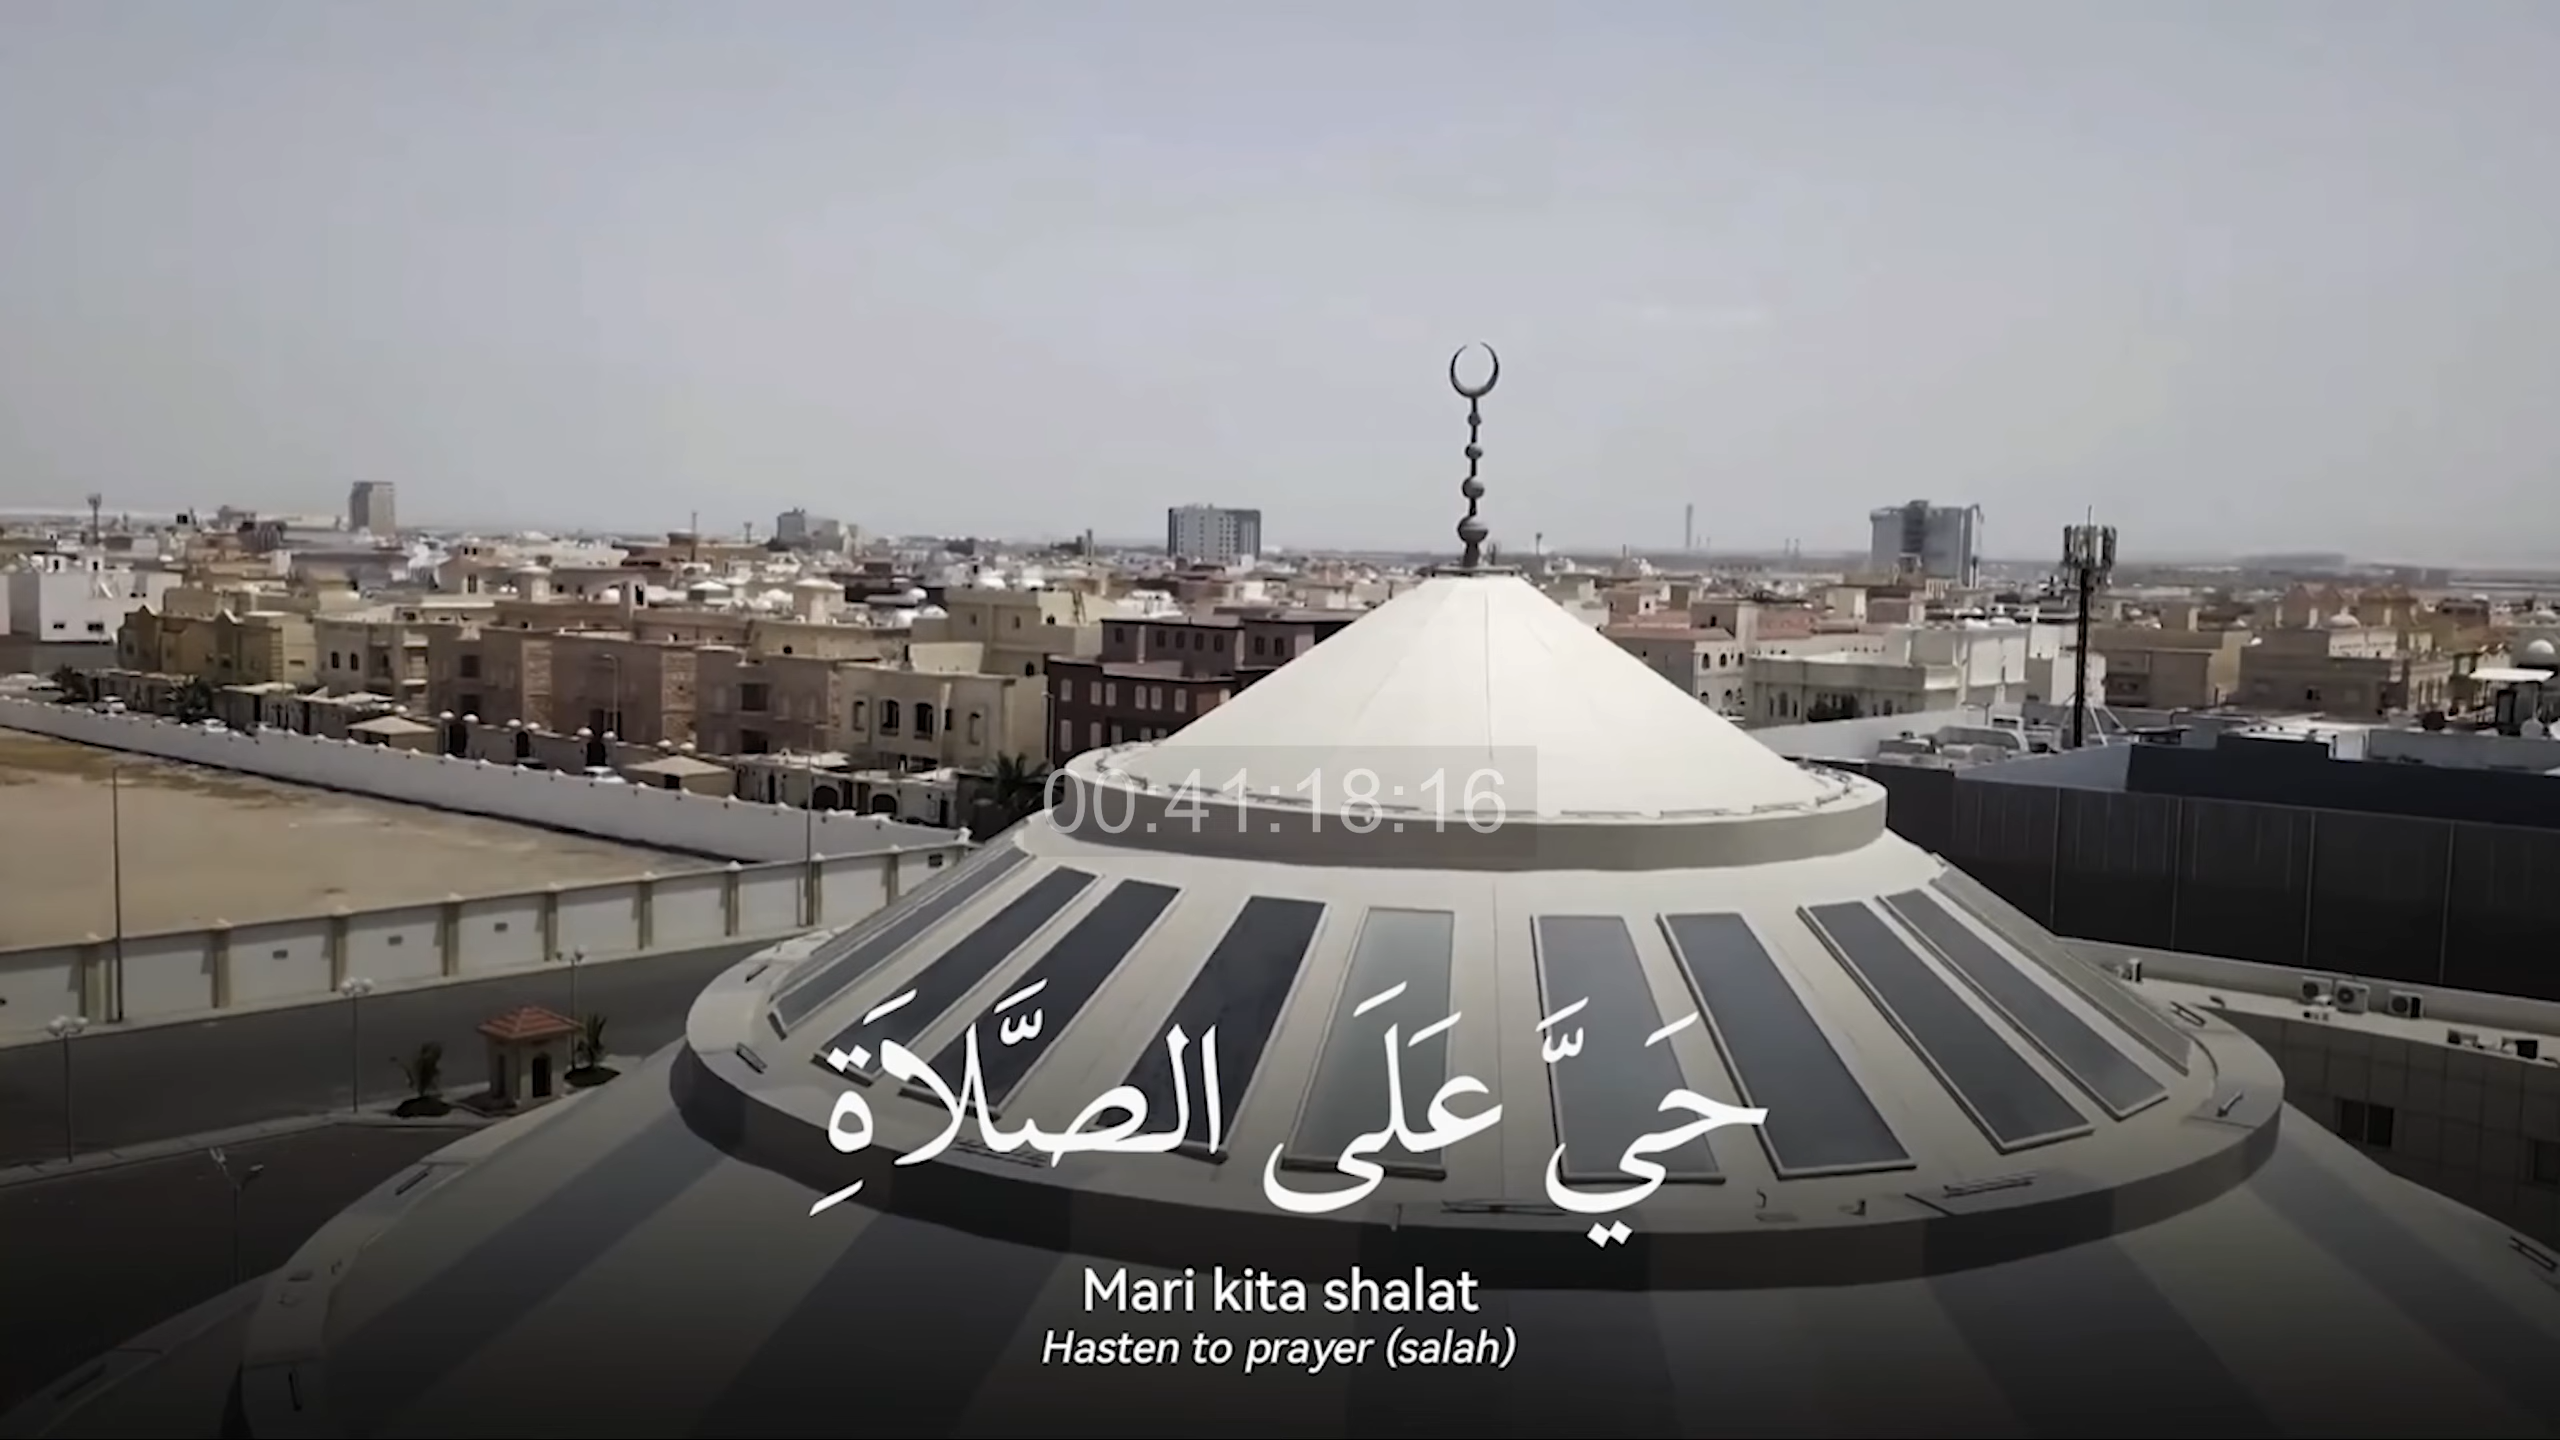 00:41:18:16
حَيَّ عَلَى الصَّلَاةِ
Mari kita shalat
Hasten to prayer (salah)